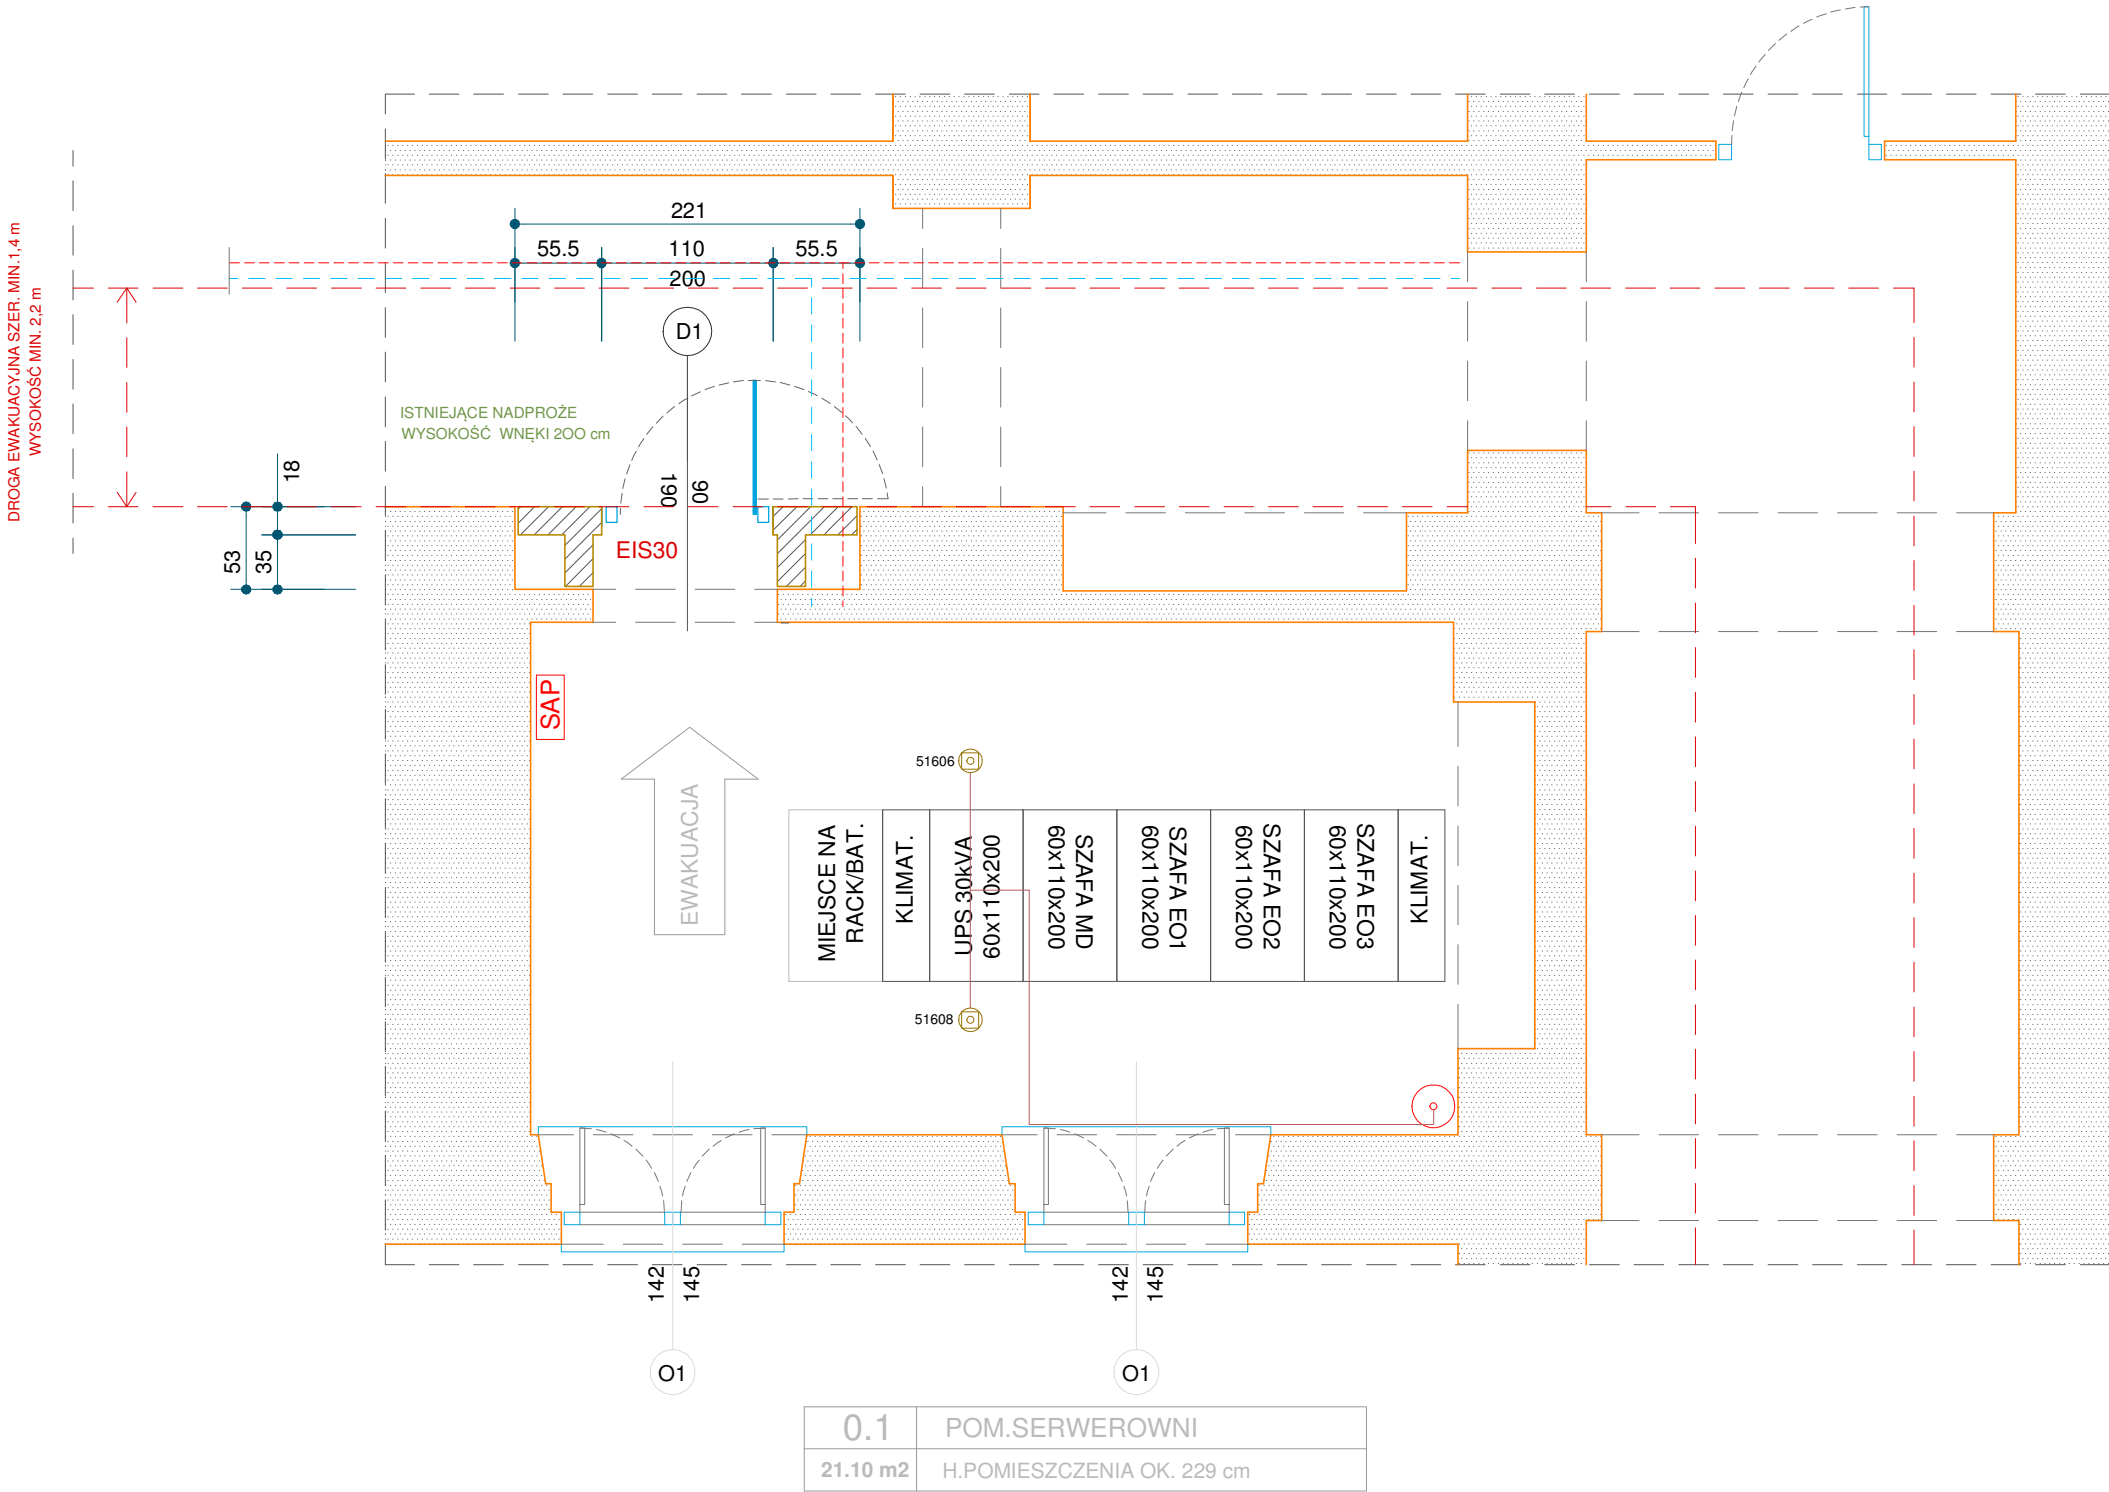 DROGA EWAKUACYJNA SZER. MIN.1,4 m
WYSOKOŚĆ MIN. 2,2 m
221
55.5
110
55.5
200
D1
ISTNIEJĄCE NADPROŻE
WYSOKOŚĆ WNĘKI 2OO cm
18
53
35
190
90
EIS30
SAP
EWAKUACJA
51606
MIEJSCE NA
RACK/BAT.
KLIMAT.
UPS 30kVA
60x110x200
SZAFA MD
60x110x200
SZAFA EO1
60x110x200
SZAFA EO2
60x110x200
SZAFA EO3
60x110x200
KLIMAT.
51608
142
145
142
145
O1
O1
0.1
POM.SERWEROWNI
21.10 m2
H.POMIESZCZENIA OK. 229 cm